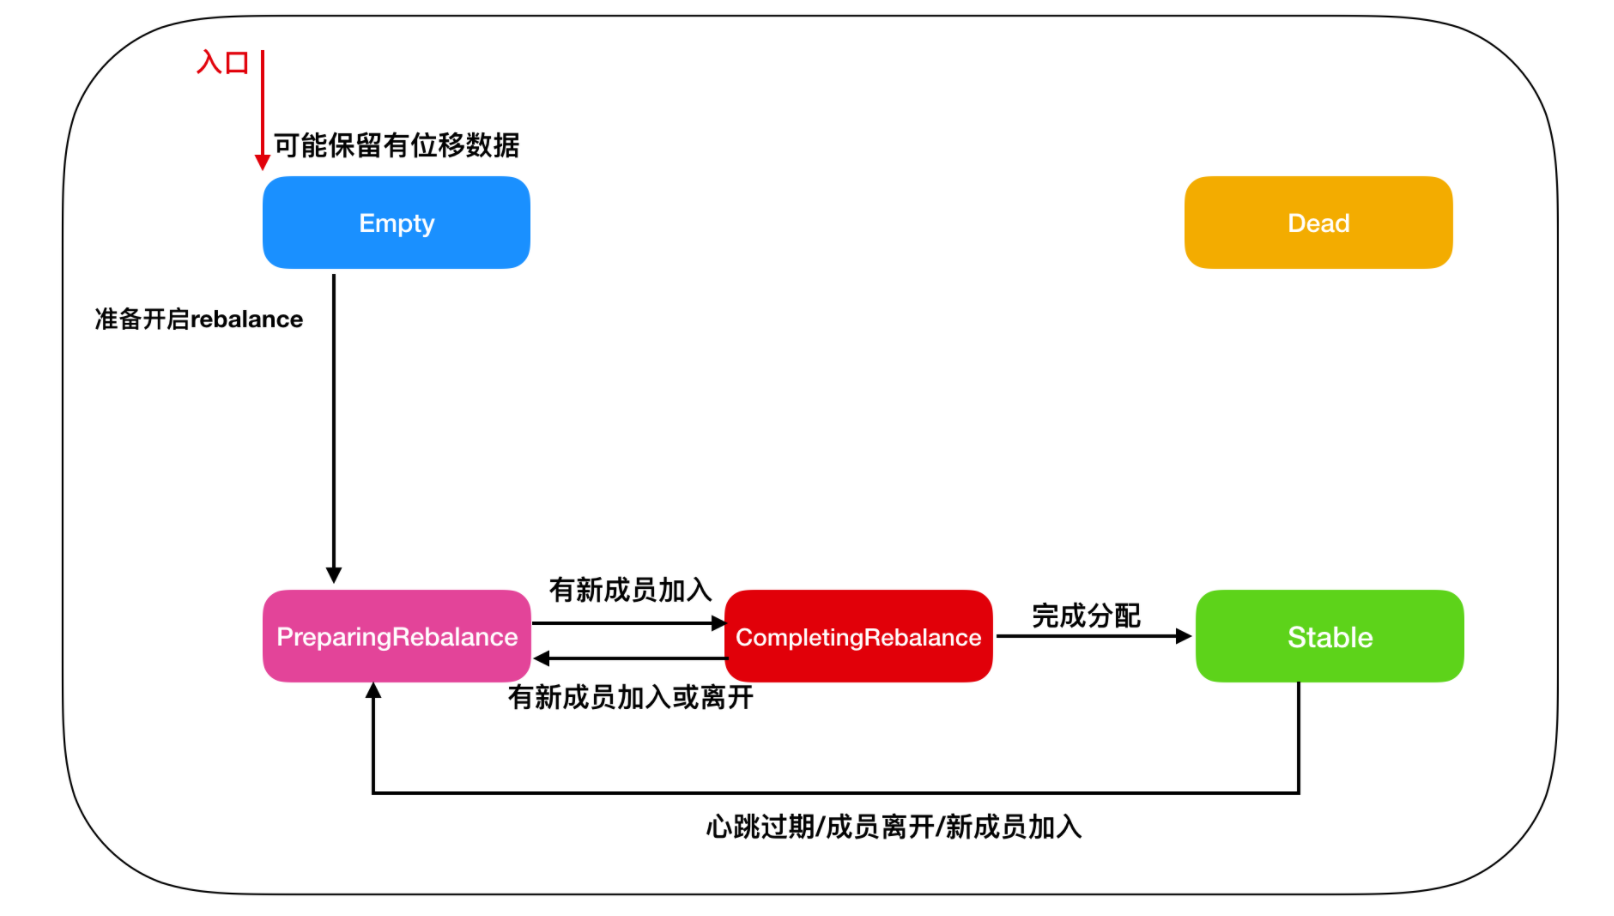 入口
可能保留有位移数据
Empty
Dead
准备开启rebalance
有新成员加入
完成分配
PreparingRebalance
CompletingRebalance
Stable
有新成员加入或离开
心跳过期/成员离开/新成员加入